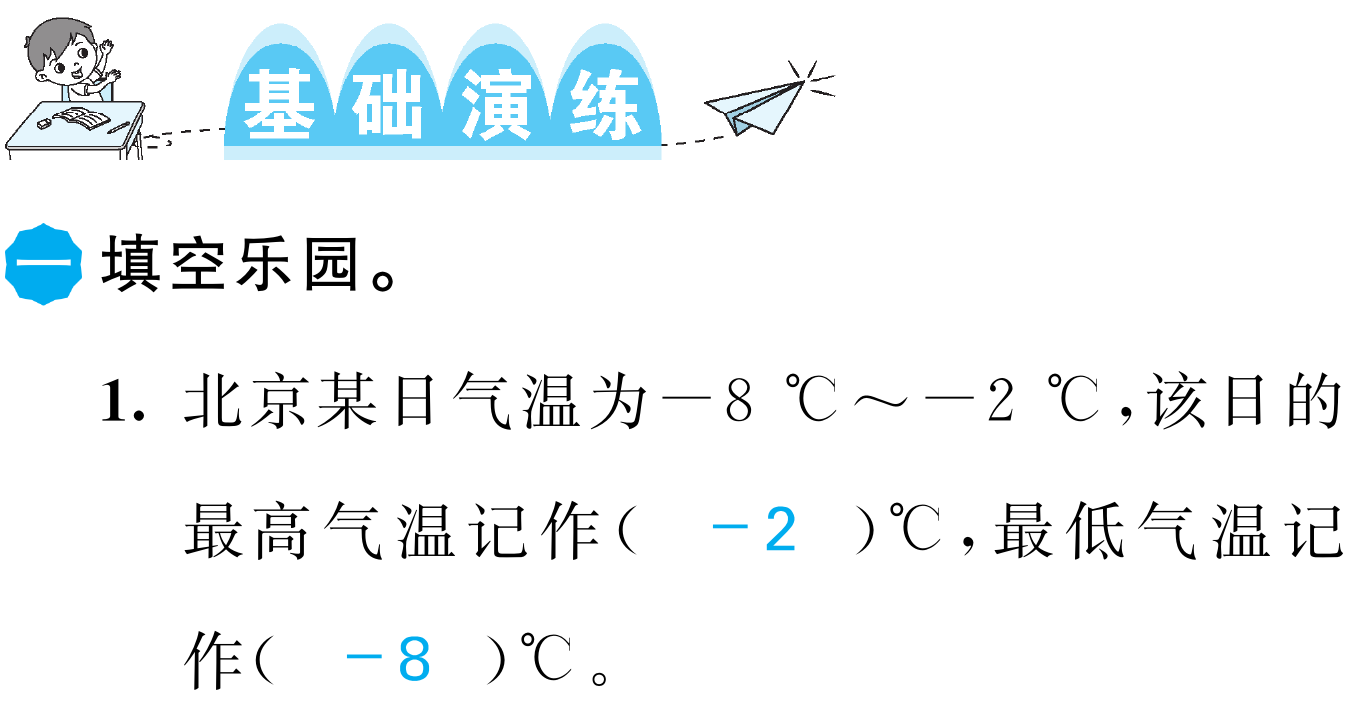 基础演练
一 填空乐园。
1. 北京某日气温为－8 ℃～－2 ℃,该日的
最高气温记作( －2 )℃,最低气温记
作( －8 )℃。